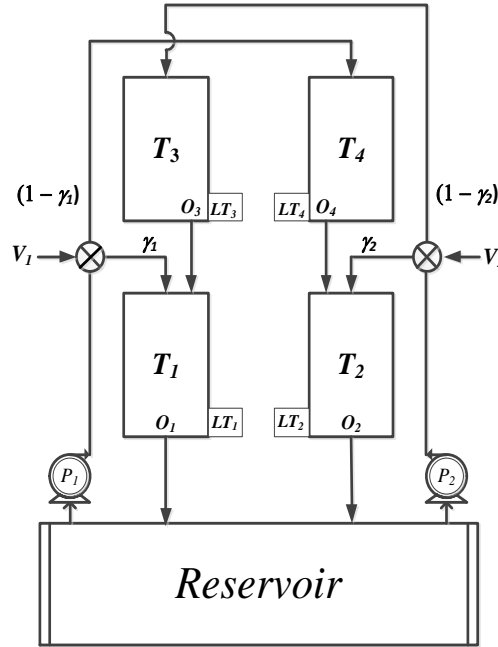 T3
T4
(1 − γ1)
(1 − γ2)
O3
LT3
LT4
O4
V1
γ1
γ2
V
T1
T2
O1
LT1
LT2
O2
P1
P2
Reservoir